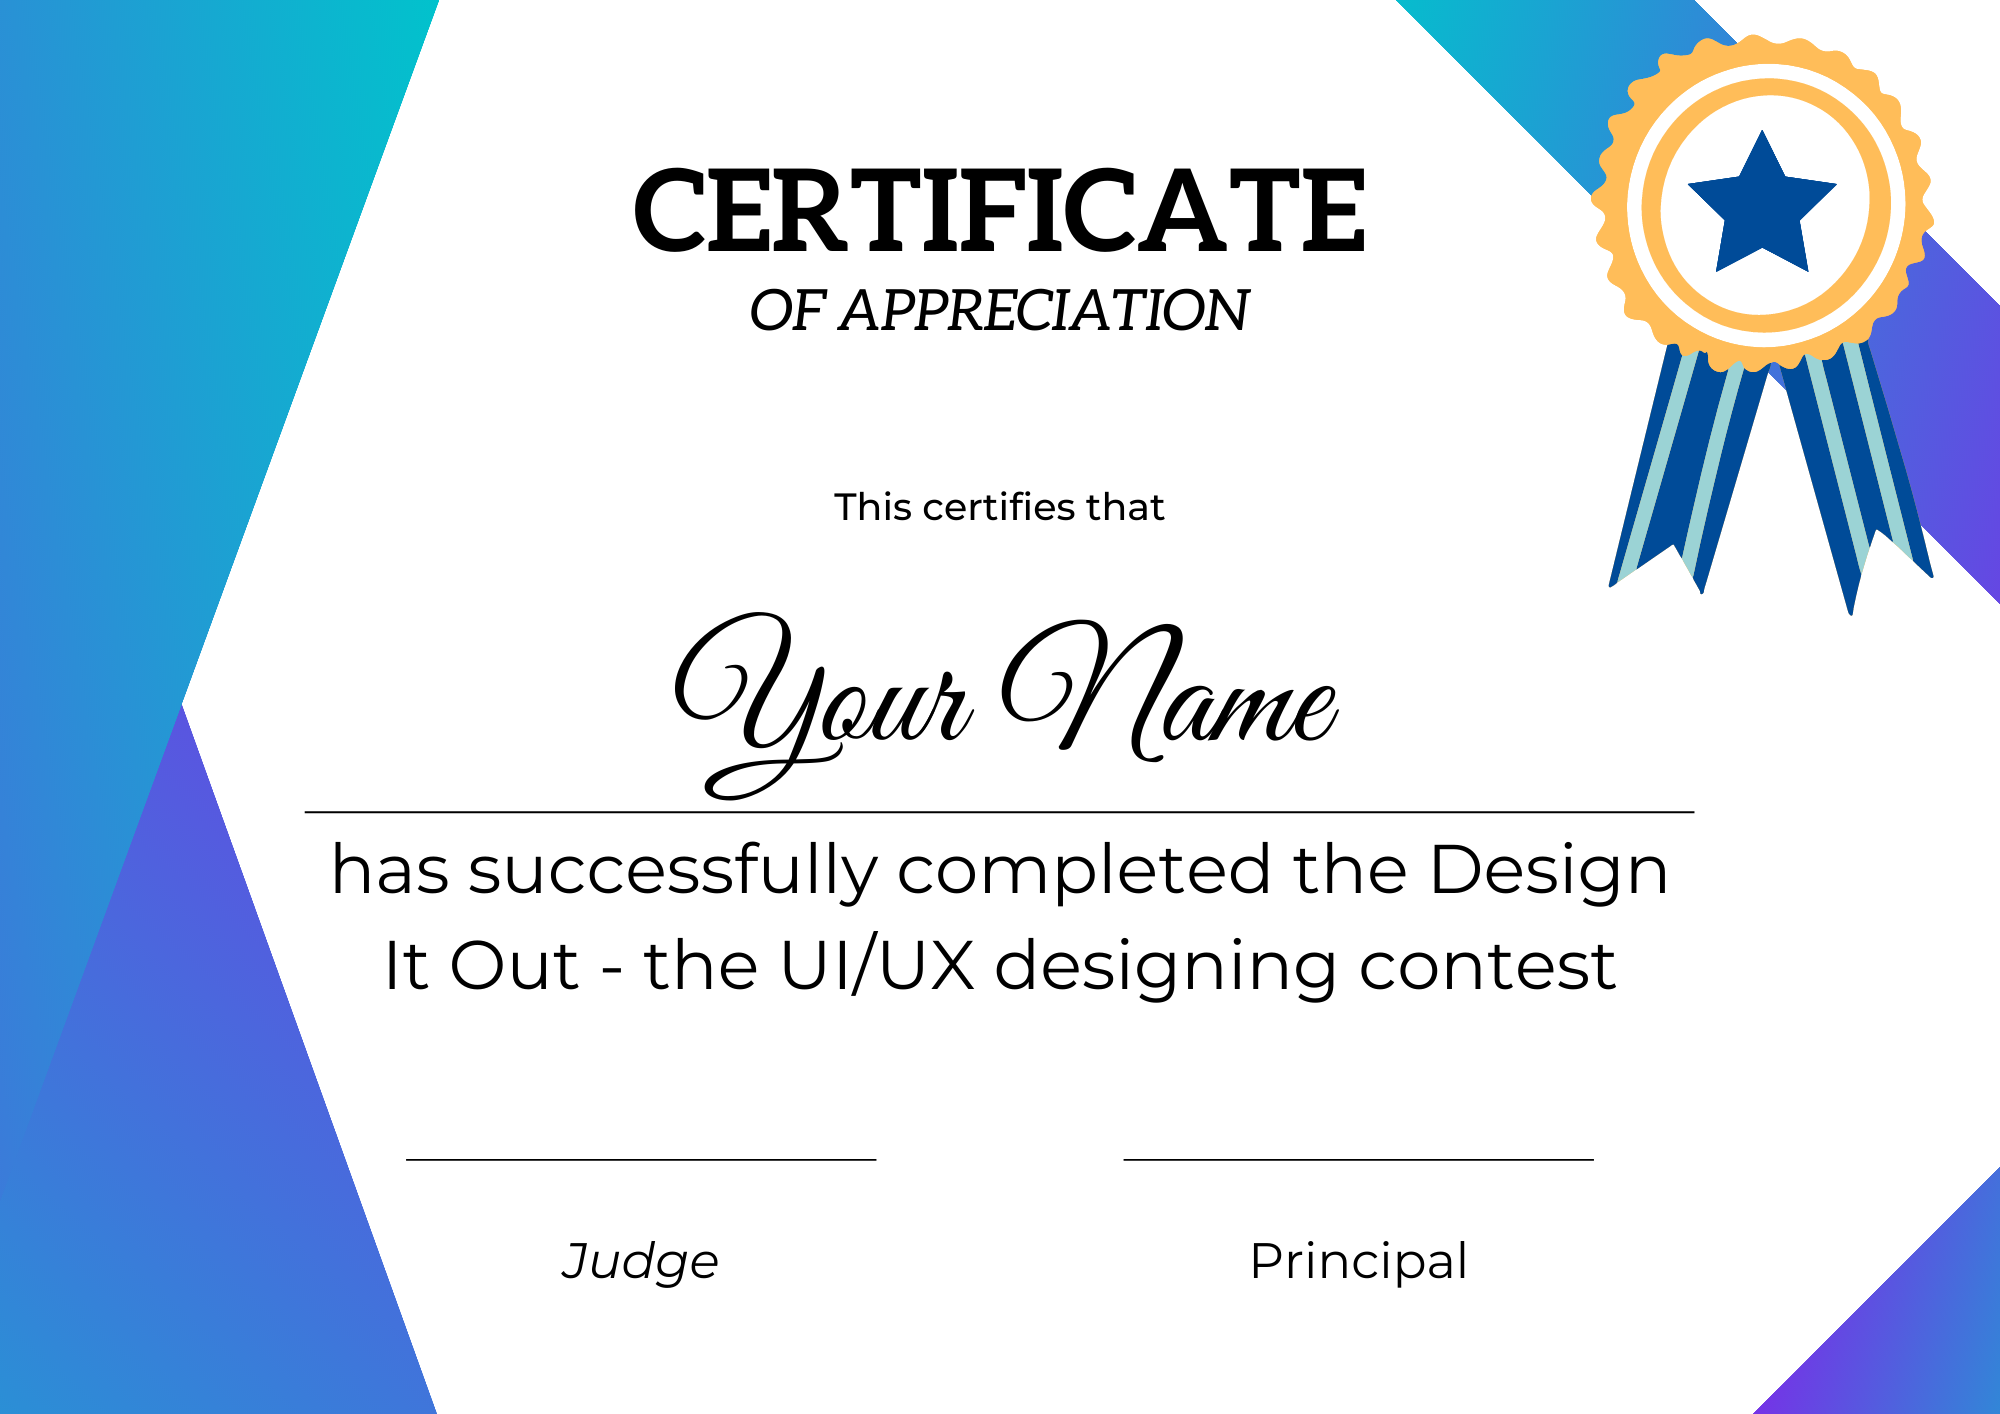 CERTIFICATE
OF APPRECIATION
This certifies that
Your Name
has successfully completed the Design
It Out - the UI/UX designing contest
Judge
Principal